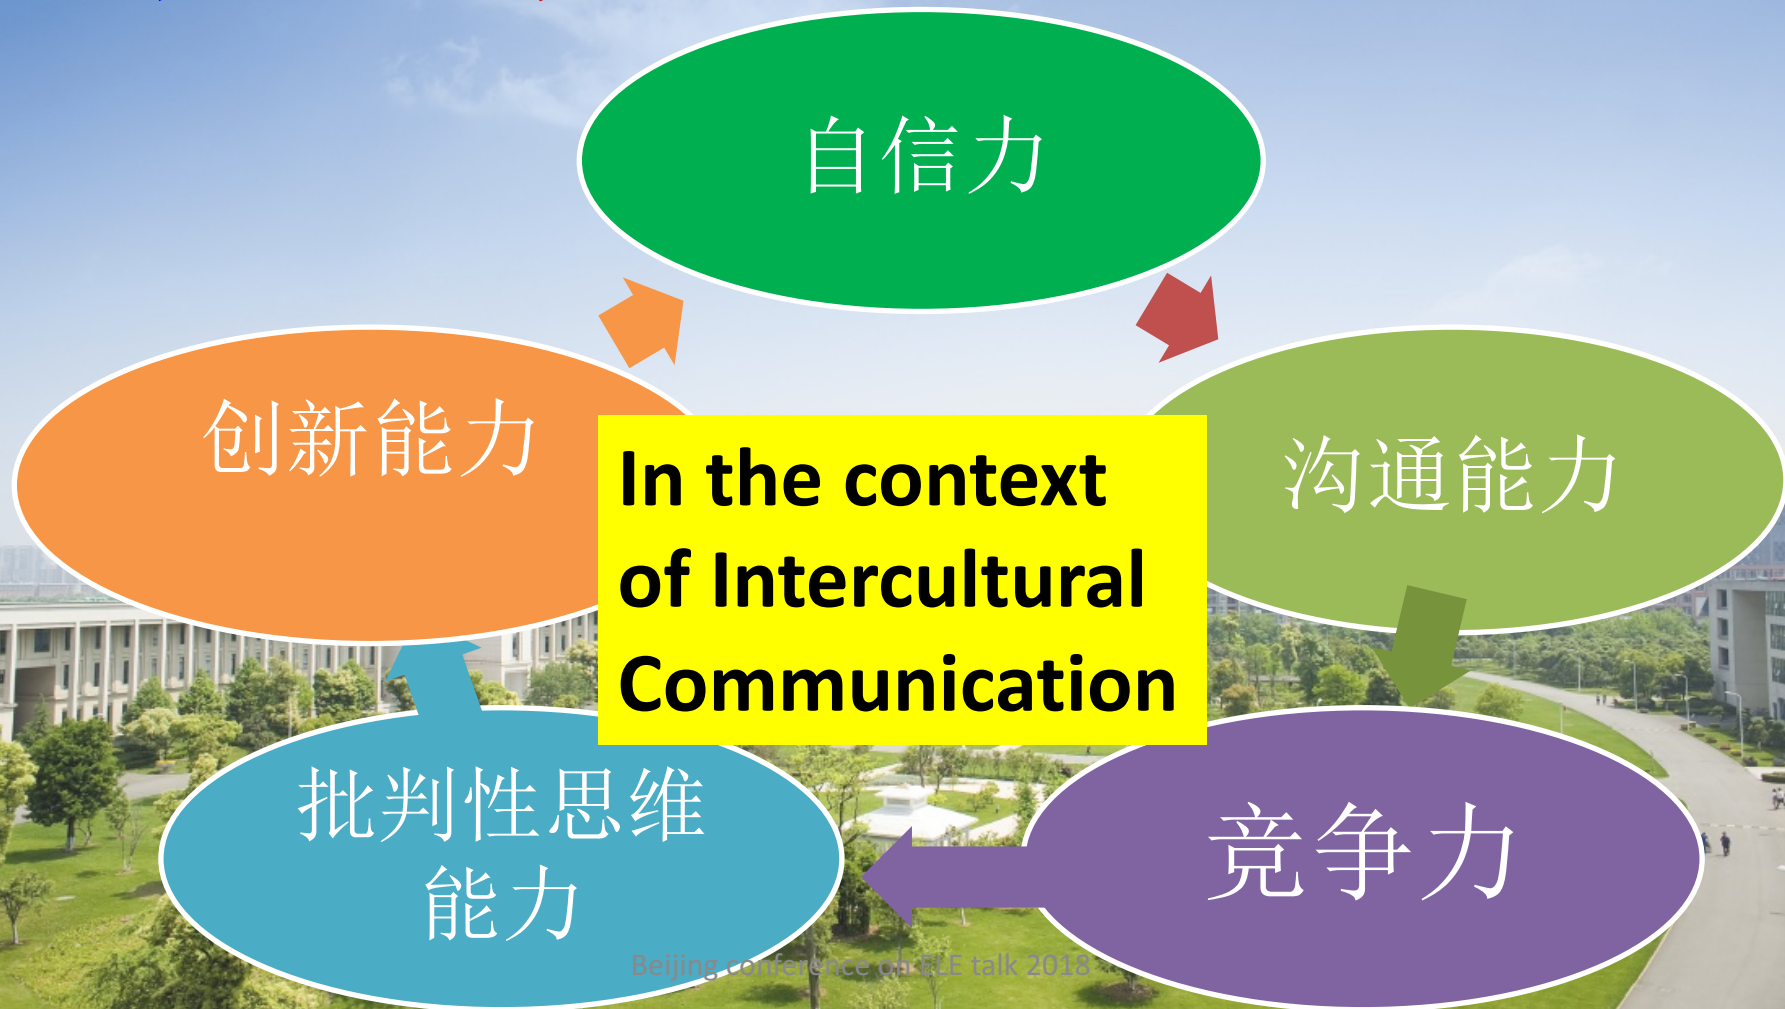 自信力
创新能力
沟通能力
In the context
of Intercultural
Communication
批判性思维
能力
竞争力
Beijing conference on ELE talk 2018